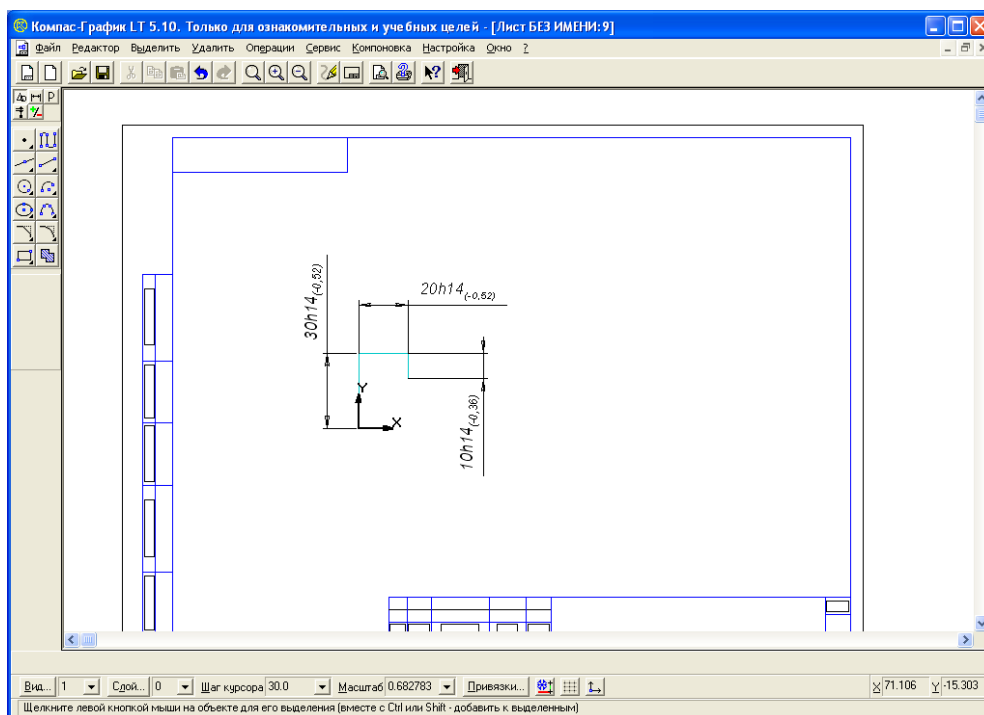 Компас-График LT 5.10. Только для ознакомительных и учебных целей - [Лист БЕЗ ИМЕНИ:9]
Файл Редактор Выделить Удалить Операции Сервис Компоновка Настройка Окно ?
P
30h14(-0,52)
20h14(-0,52)
Y
X
10h14(-0,36)
Вид... 1 Слой... 0 Шаг курсора 30.0 Масштаб 0.682783 Привязки... X 71.106 Y -15.303
Щелкните левой кнопкой мыши на объекте для его выделения (вместе с Ctrl или Shift - добавить к выделенным)